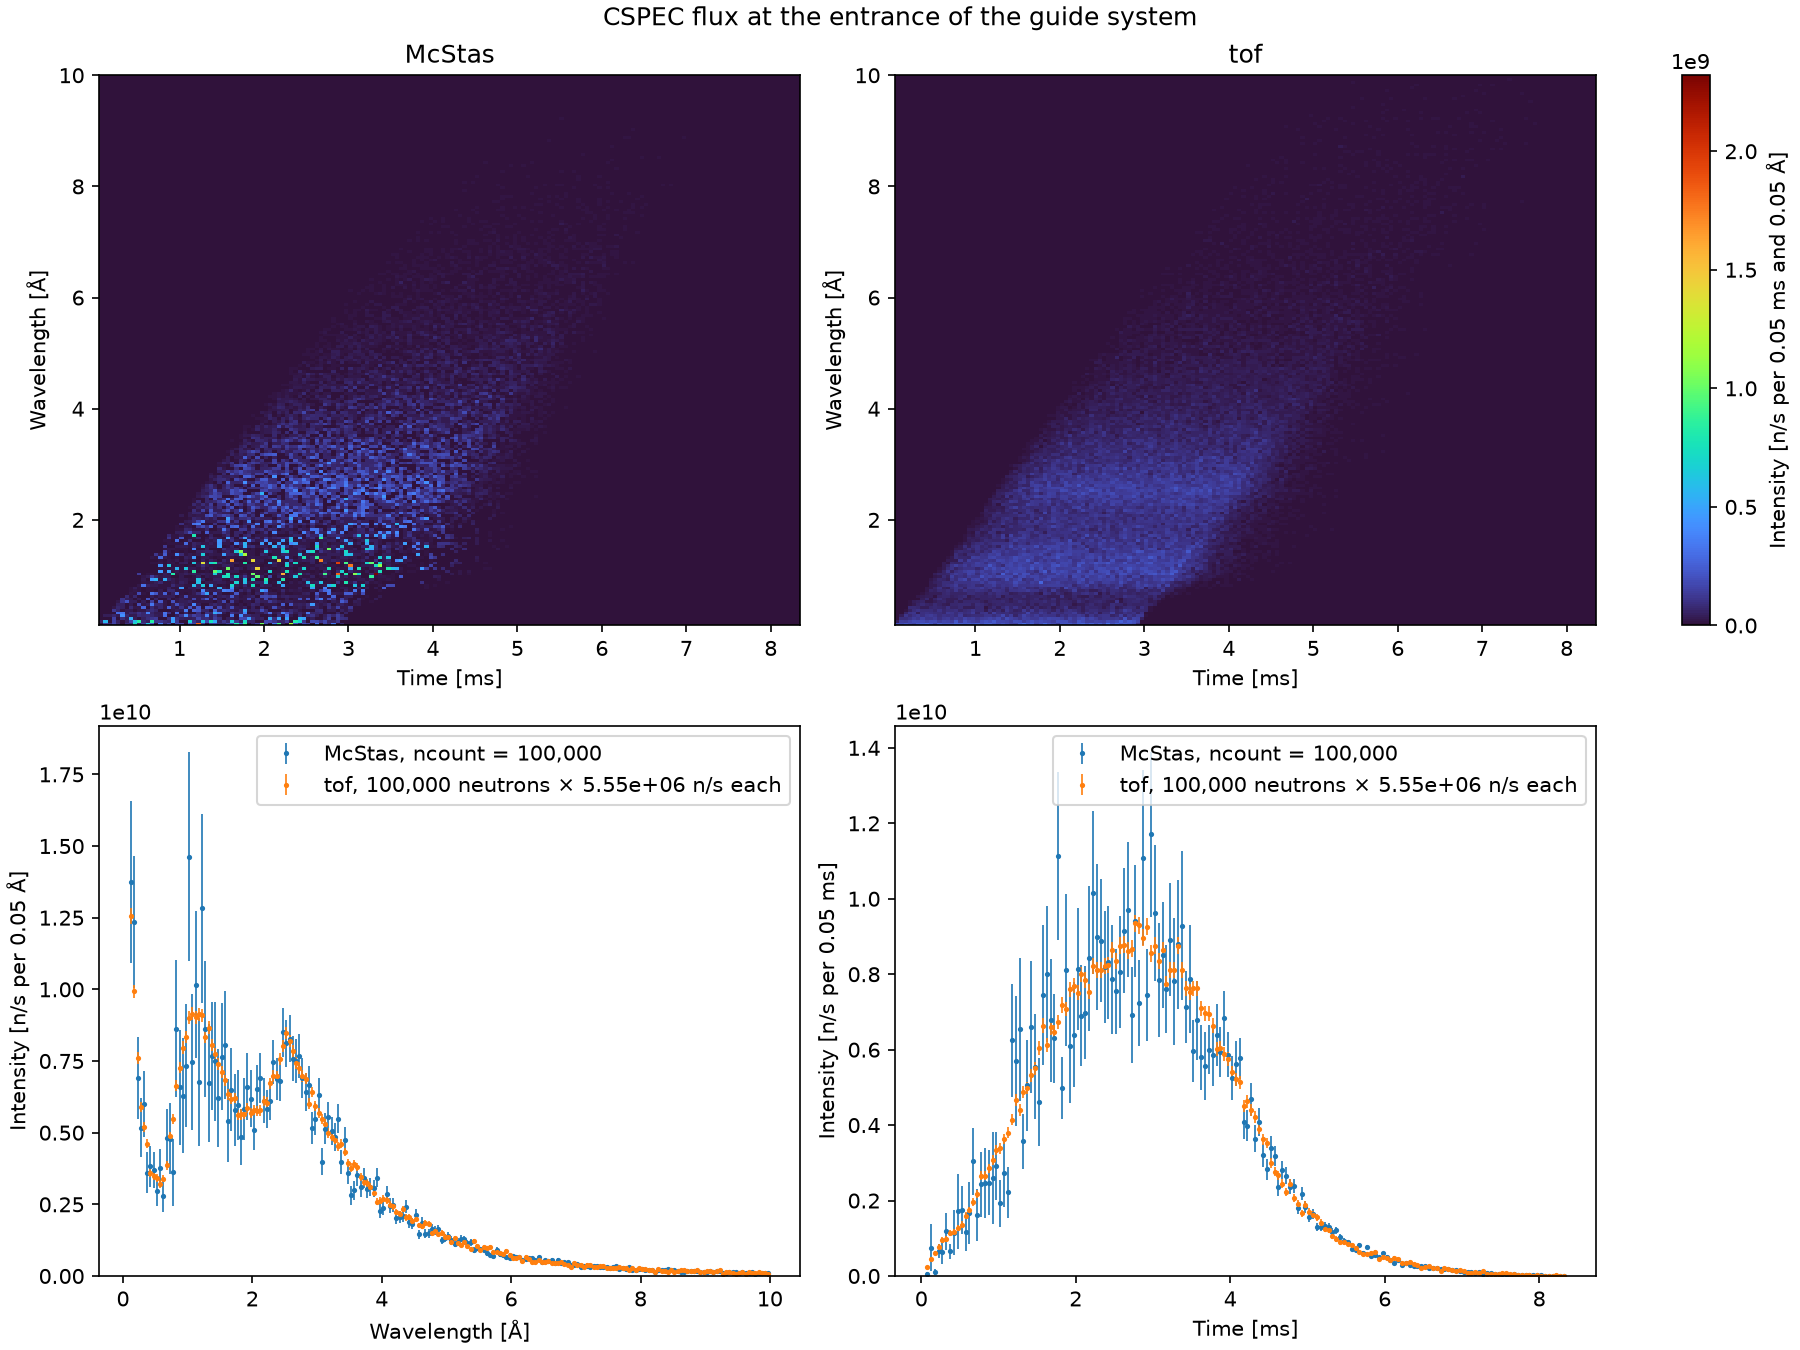 CSPEC flux at the entrance of the guide system
McStas
10
8
6
4
2
Wavelength [Å]
1 2 3 4 5 6 7 8
Time [ms]
tof
10
8
6
4
2
Wavelength [Å]
1 2 3 4 5 6 7 8
Time [ms]
1e9
2.0
1.5
1.0
0.5
0.0
Intensity [n/s per 0.05 ms and 0.05 Å]
1e10
McStas, ncount = 100,000
tof, 100,000 neutrons × 5.55e+06 n/s each
1.75
1.50
1.25
1.00
0.75
0.50
0.25
0.00
Intensity [n/s per 0.05 Å]
0 2 4 6 8 10
Wavelength [Å]
1e10
McStas, ncount = 100,000
tof, 100,000 neutrons × 5.55e+06 n/s each
1.4
1.2
1.0
0.8
0.6
0.4
0.2
0.0
Intensity [n/s per 0.05 ms]
0 2 4 6 8
Time [ms]